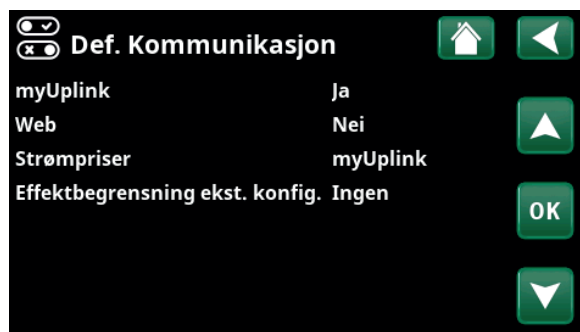 Def. Kommunikasjon
myUplink Ja
Web Nei
Strømpriser myUplink
Effektbegrensning ekst. konfig. Ingen
OK